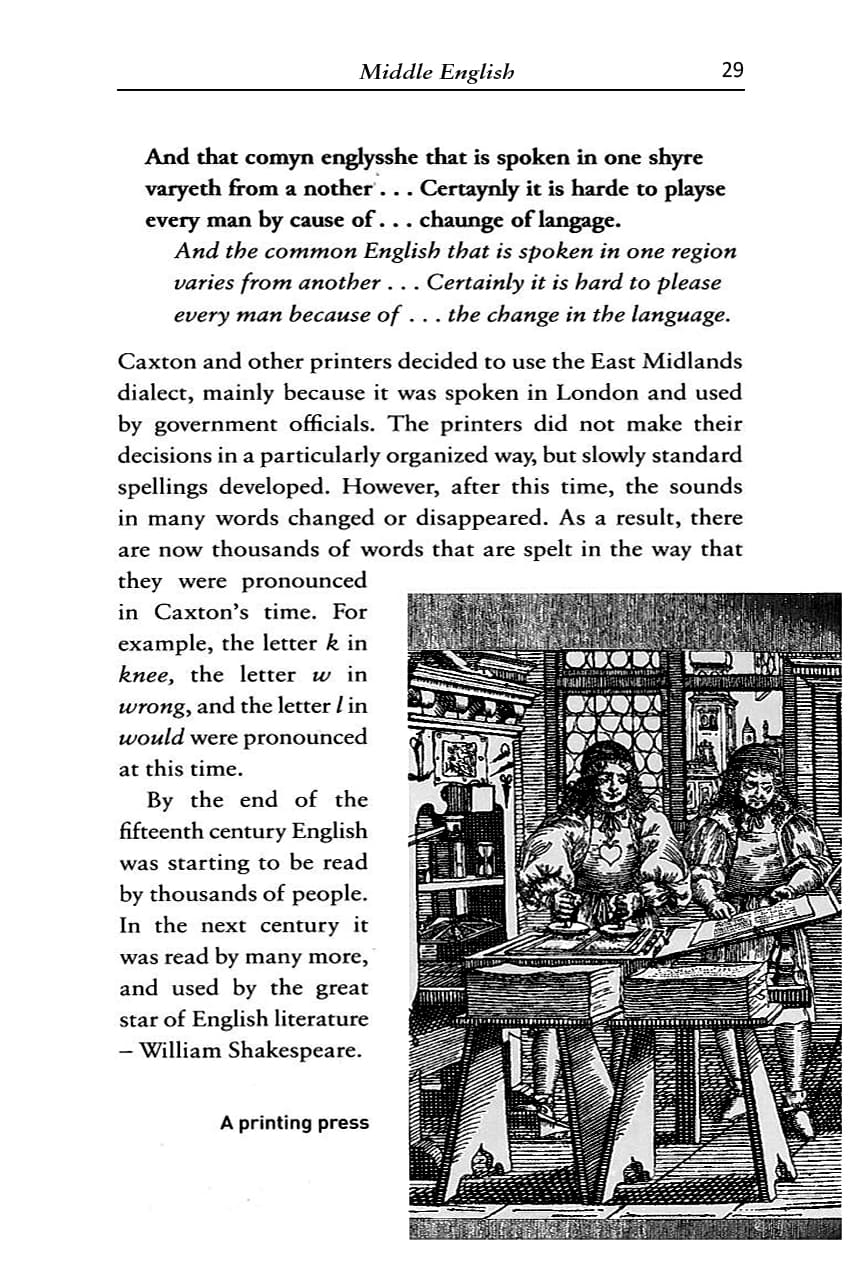 Middle English 29
And that comyn englysshe that is spoken in one shyre
varyeth from a nother . . . Certaynly it is harde to playse
every man by cause of . . . chaunge of langage.
And the common English that is spoken in one region
varies from another . . . Certainly it is hard to please
every man because of . . . the change in the language.
Caxton and other printers decided to use the East Midlands
dialect, mainly because it was spoken in London and used
by government officials. The printers did not make their
decisions in a particularly organized way, but slowly standard
spellings developed. However, after this time, the sounds
in many words changed or disappeared. As a result, there
are now thousands of words that are spelt in the way that
they were pronounced
in Caxton's time. For
example, the letter k in
knee, the letter w in
wrong, and the letter l in
would were pronounced
at this time.
By the end of the
fifteenth century English
was starting to be read
by thousands of people.
In the next century it
was read by many more,
and used by the great
star of English literature
– William Shakespeare.
A printing press